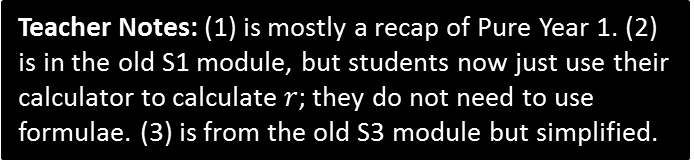 Teacher Notes: (1) is mostly a recap of Pure Year 1. (2)
is in the old S1 module, but students now just use their
calculator to calculate r; they do not need to use
formulae. (3) is from the old S3 module but simplified.